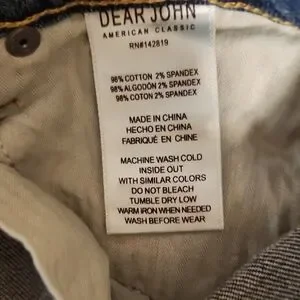 DEAR JOHN
AMERICAN CLASSIC
RN#142819
98% COTTON 2% SPANDEX
98% ALGODÓN 2% SPANDEX
98% COTON 2% SPANDEX
MADE IN CHINA
HECHO EN CHINA
FABRIQUÉ EN CHINE
MACHINE WASH COLD
INSIDE OUT
WITH SIMILAR COLORS
DO NOT BLEACH
TUMBLE DRY LOW
WARM IRON WHEN NEEDED
WASH BEFORE WEAR